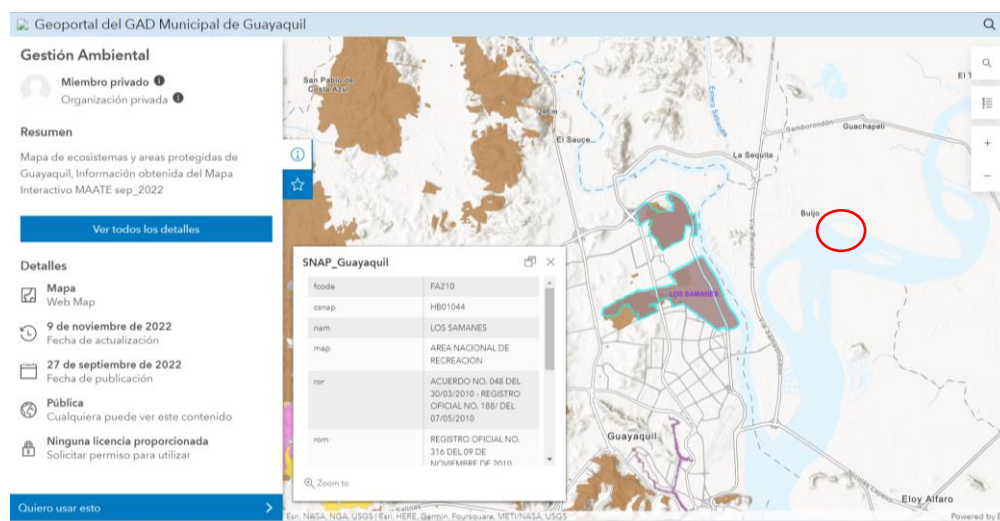 Geoportal del GAD Municipal de Guayaquil
Gestión Ambiental
Miembro privado
Organización privada
Resumen
Mapa de ecosistemas y areas protegidas de
Guayaquil, Información obtenida del Mapa
Interactivo MAATE sep_2022
Ver todos los detalles
Detalles
Mapa
Web Map
9 de noviembre de 2022
Fecha de actualización
27 de septiembre de 2022
Fecha de publicación
Pública
Cualquiera puede ver este contenido
Ninguna licencia proporcionada
Solicitar permiso para utilizar
Quiero usar esto
San Pablo de
Costa Azul
El Sauce
La Sequita
Samborondón
Guachapeli
Buijo
Vía Perimetral
LOS SAMANES
Guayaquil
Eloy Alfaro
SNAP_Guayaquil
fcode FA210
csnap HB01044
nam LOS SAMANES
map AREA NACIONAL DE
RECREACION
ror ACUERDO NO. 048 DEL
30/03/2010 - REGISTRO
OFICIAL NO. 188/ DEL
07/05/2010
rom REGISTRO OFICIAL NO.
316 DEL 09 DE
NOVIEMBRE DE 2010
Zoom to
Esri, NASA, NGA, USGS | Esri, HERE, Garmin, Foursquare, METI/NASA, USGS
Powered by